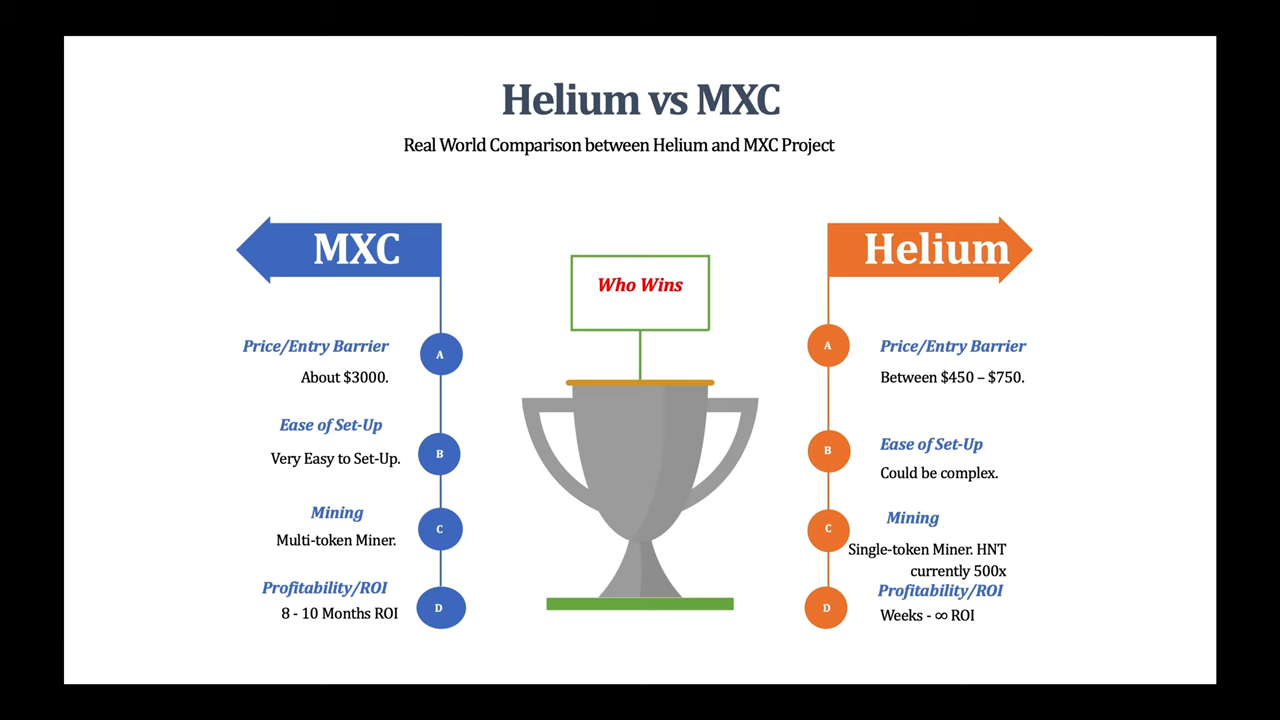 Helium vs MXC
Real World Comparison between Helium and MXC Project
MXC
A
Price/Entry Barrier
About $3000.
B
Ease of Set-Up
Very Easy to Set-Up.
C
Mining
Multi-token Miner.
D
Profitability/ROI
8 - 10 Months ROI
Who Wins
Helium
A
Price/Entry Barrier
Between $450 – $750.
B
Ease of Set-Up
Could be complex.
C
Mining
Single-token Miner. HNT
currently 500x
D
Profitability/ROI
Weeks - ∞ ROI